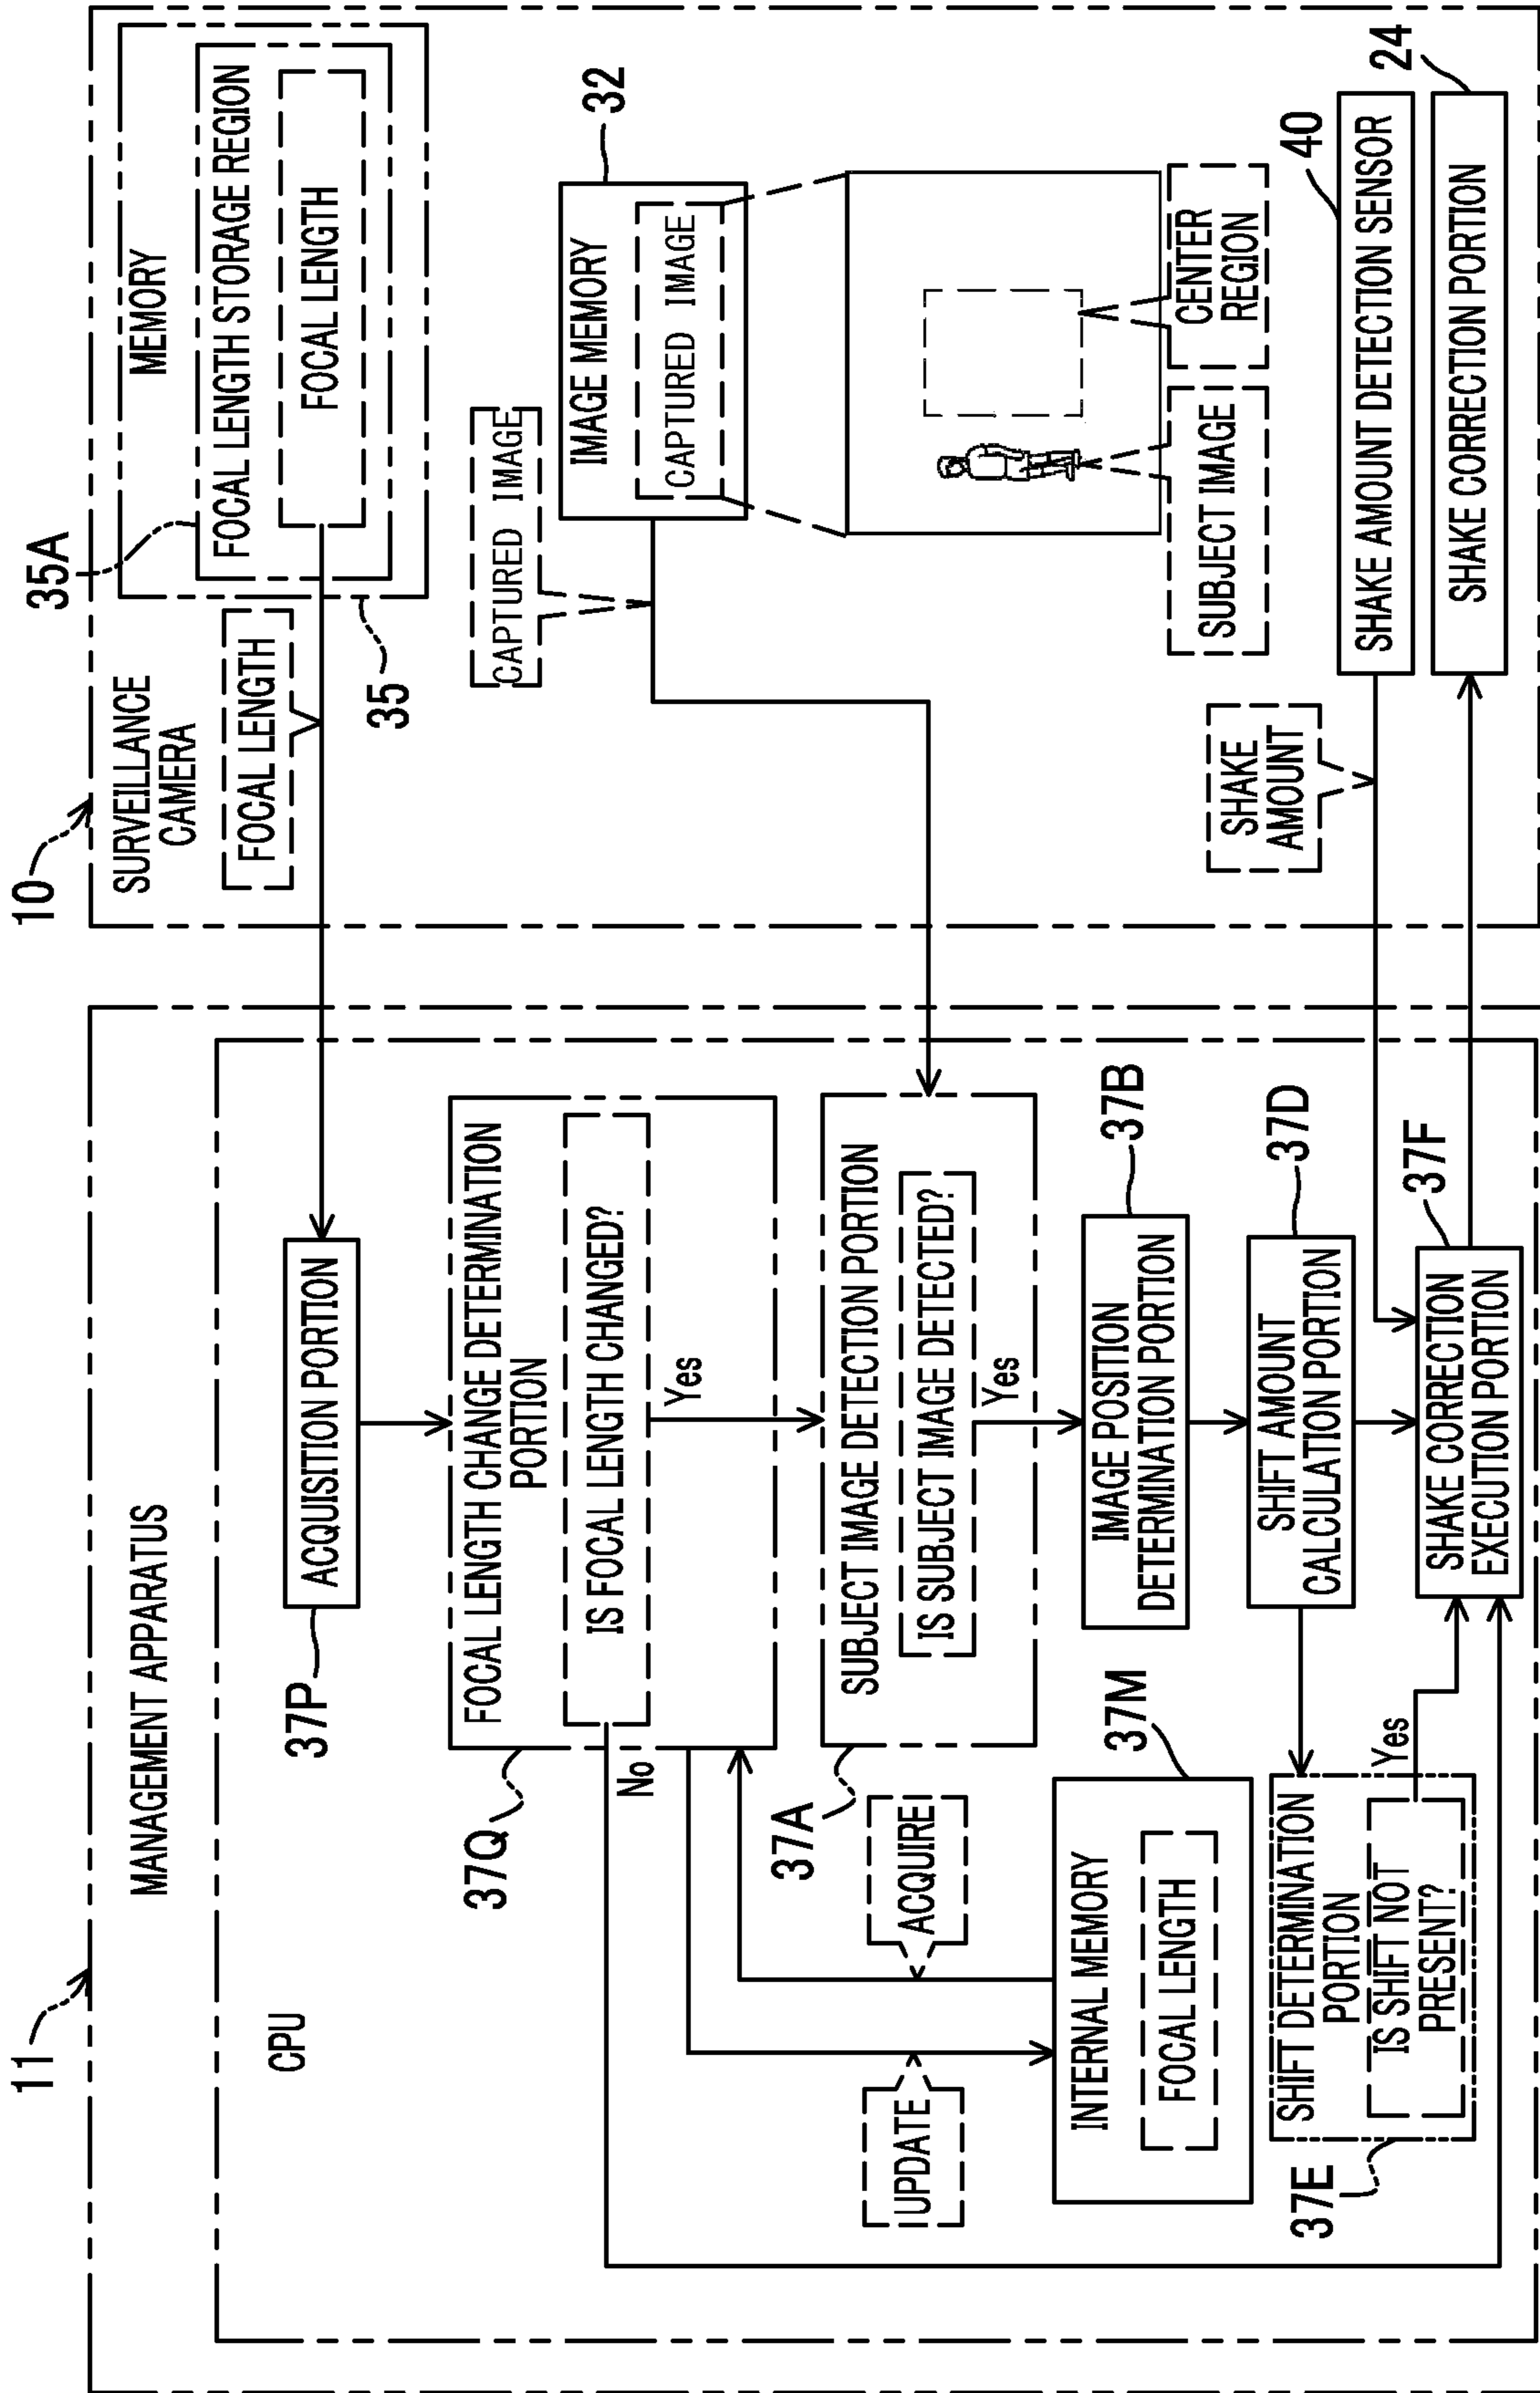 11
MANAGEMENT APPARATUS
CPU
37P
ACQUISITION PORTION
37Q
FOCAL LENGTH CHANGE DETERMINATION
PORTION
IS FOCAL LENGTH CHANGED?
No
Yes
UPDATE
ACQUIRE
37A
SUBJECT IMAGE DETECTION PORTION
IS SUBJECT IMAGE DETECTED?
Yes
INTERNAL MEMORY
FOCAL LENGTH
37M
IMAGE POSITION
DETERMINATION PORTION
37B
SHIFT AMOUNT
CALCULATION PORTION
37D
37E
SHIFT DETERMINATION
PORTION
IS SHIFT NOT
PRESENT?
Yes
SHAKE CORRECTION
EXECUTION PORTION
37F
10
SURVEILLANCE
CAMERA
FOCAL LENGTH
35A
35
MEMORY
FOCAL LENGTH STORAGE REGION
FOCAL LENGTH
CAPTURED IMAGE
IMAGE MEMORY
CAPTURED IMAGE
32
SUBJECT IMAGE
CENTER
REGION
SHAKE
AMOUNT
SHAKE AMOUNT DETECTION SENSOR
40
SHAKE CORRECTION PORTION
24